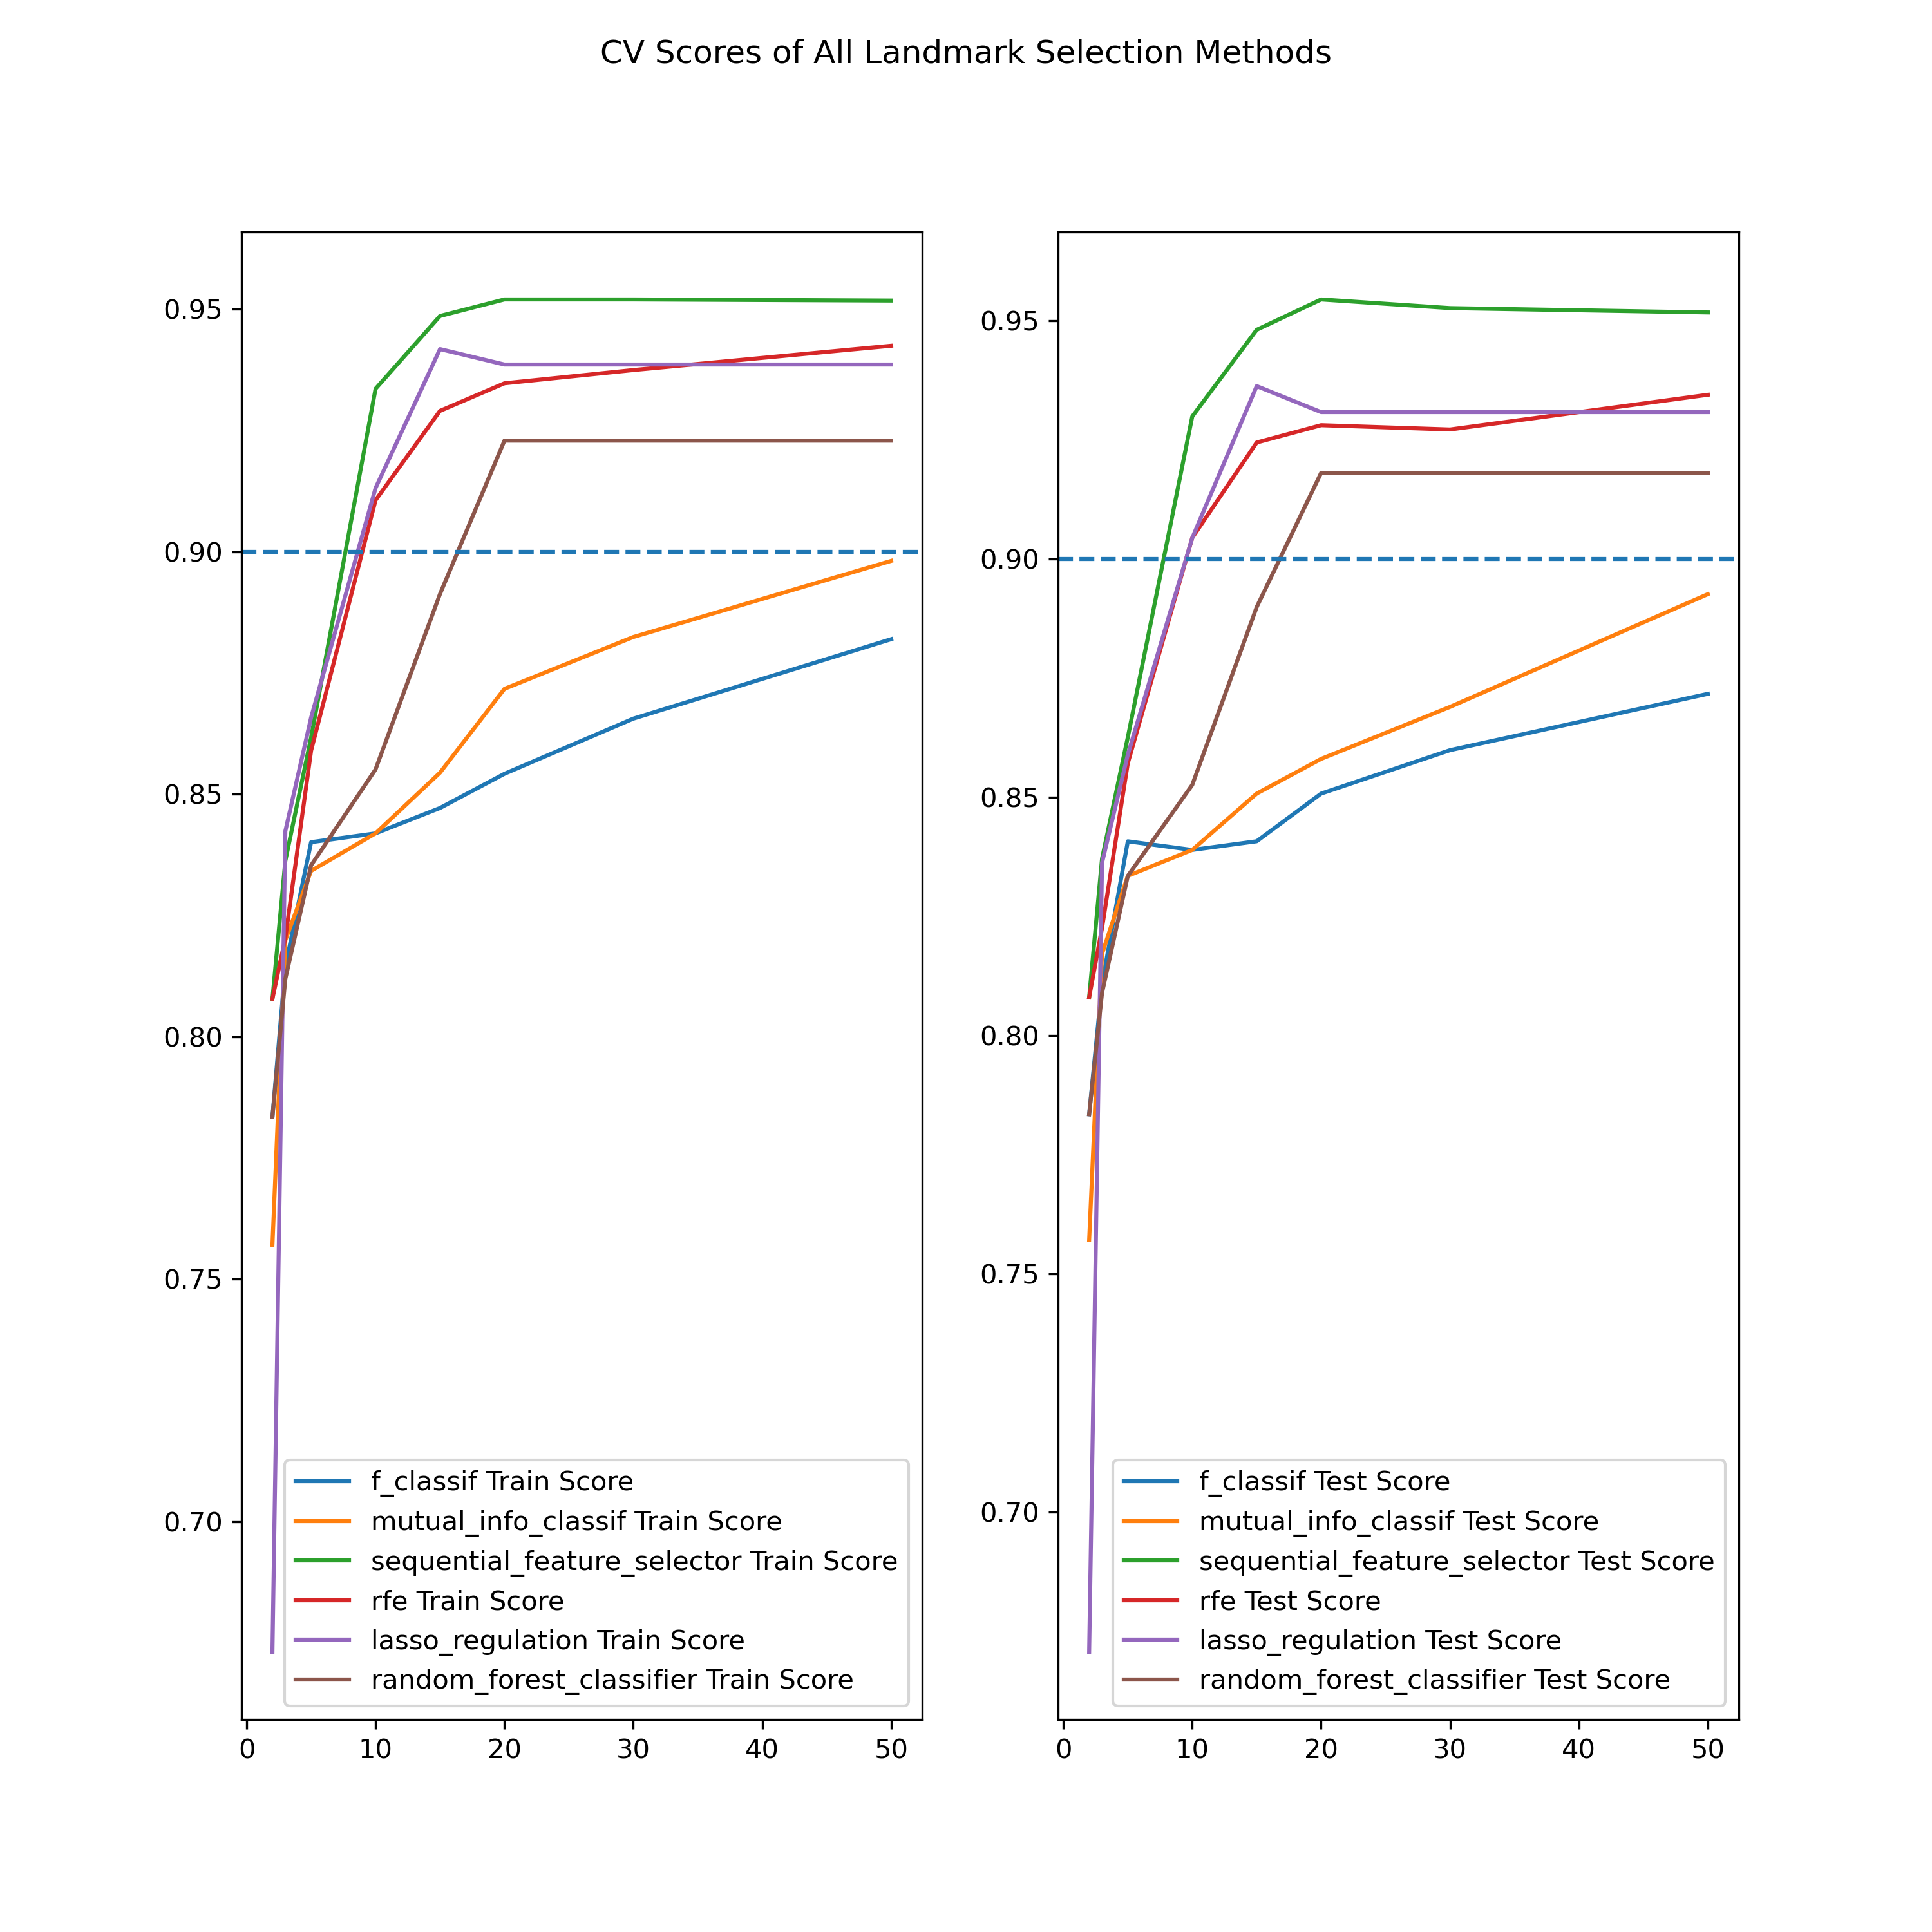 CV Scores of All Landmark Selection Methods
0.95
0.90
0.85
0.80
0.75
0.70
0 10 20 30 40 50
f_classif Train Score
mutual_info_classif Train Score
sequential_feature_selector Train Score
rfe Train Score
lasso_regulation Train Score
random_forest_classifier Train Score
0.95
0.90
0.85
0.80
0.75
0.70
0 10 20 30 40 50
f_classif Test Score
mutual_info_classif Test Score
sequential_feature_selector Test Score
rfe Test Score
lasso_regulation Test Score
random_forest_classifier Test Score